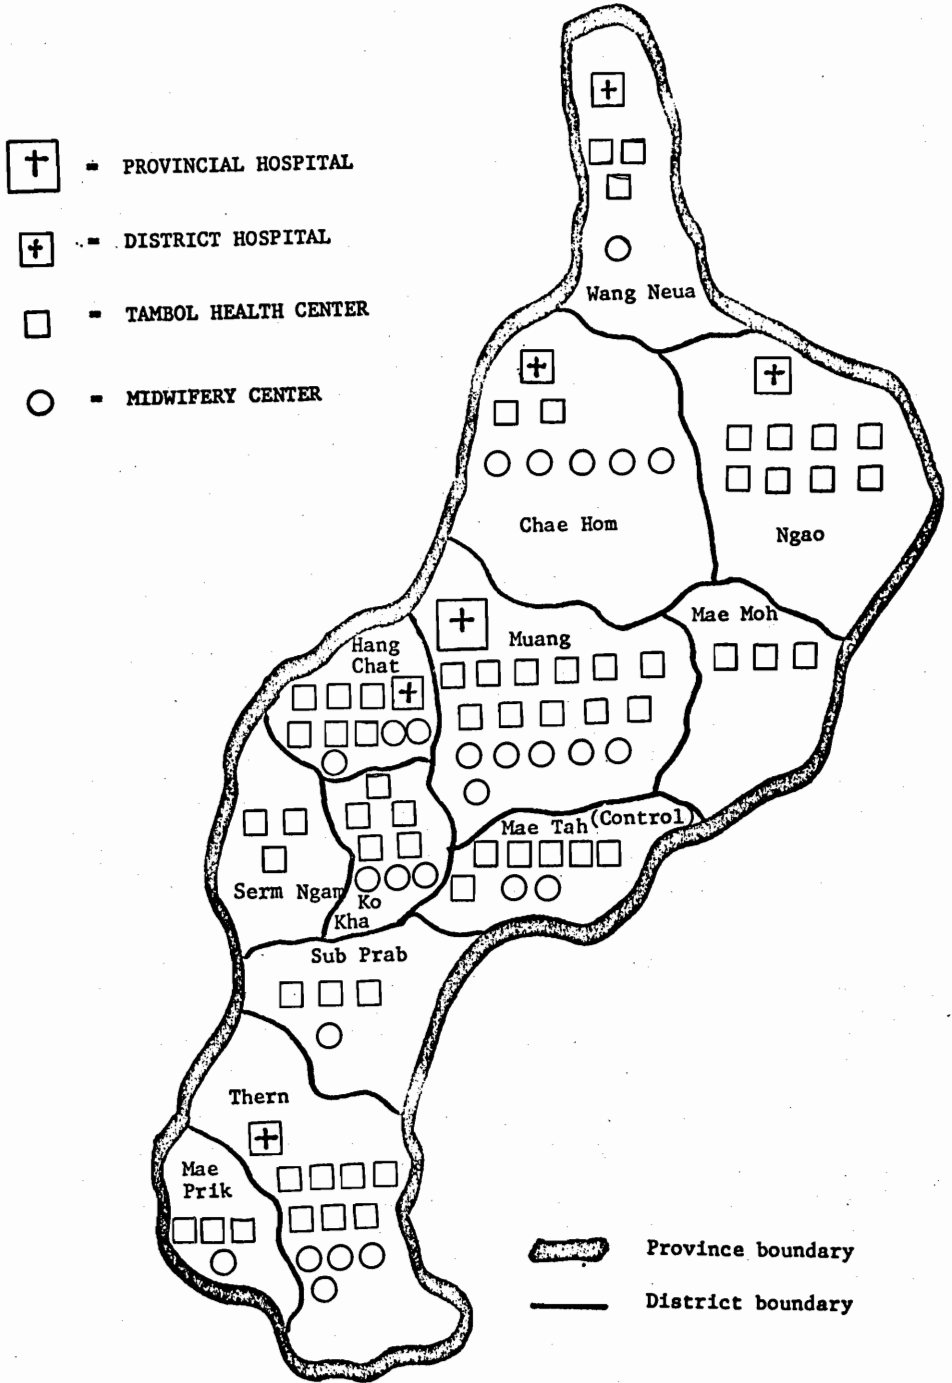 = PROVINCIAL HOSPITAL
= DISTRICT HOSPITAL
= TAMBOL HEALTH CENTER
= MIDWIFERY CENTER
Wang Neua
Chae Hom
Ngao
Mae Moh
Muang
Hang
Chat
Mae Tah (Control)
Serm Ngam
Ko
Kha
Sub Prab
Thern
Mae
Prik
Province boundary
District boundary